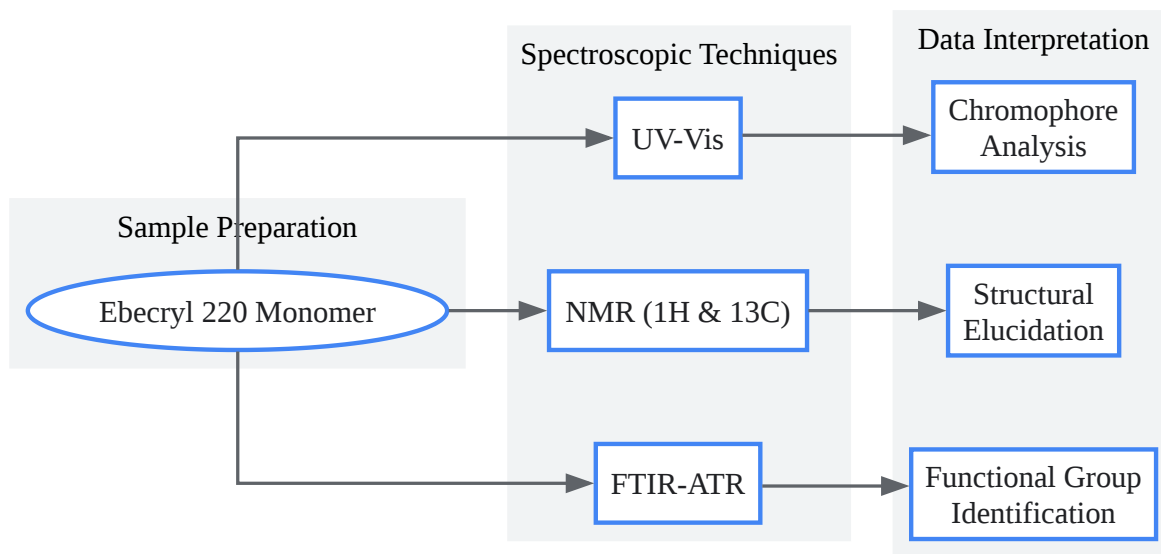 Spectroscopic Techniques
Data Interpretation
UV-Vis
Chromophore
Analysis
Sample Preparation
Ebecryl 220 Monomer
NMR (1H & 13C)
Structural
Elucidation
FTIR-ATR
Functional Group
Identification